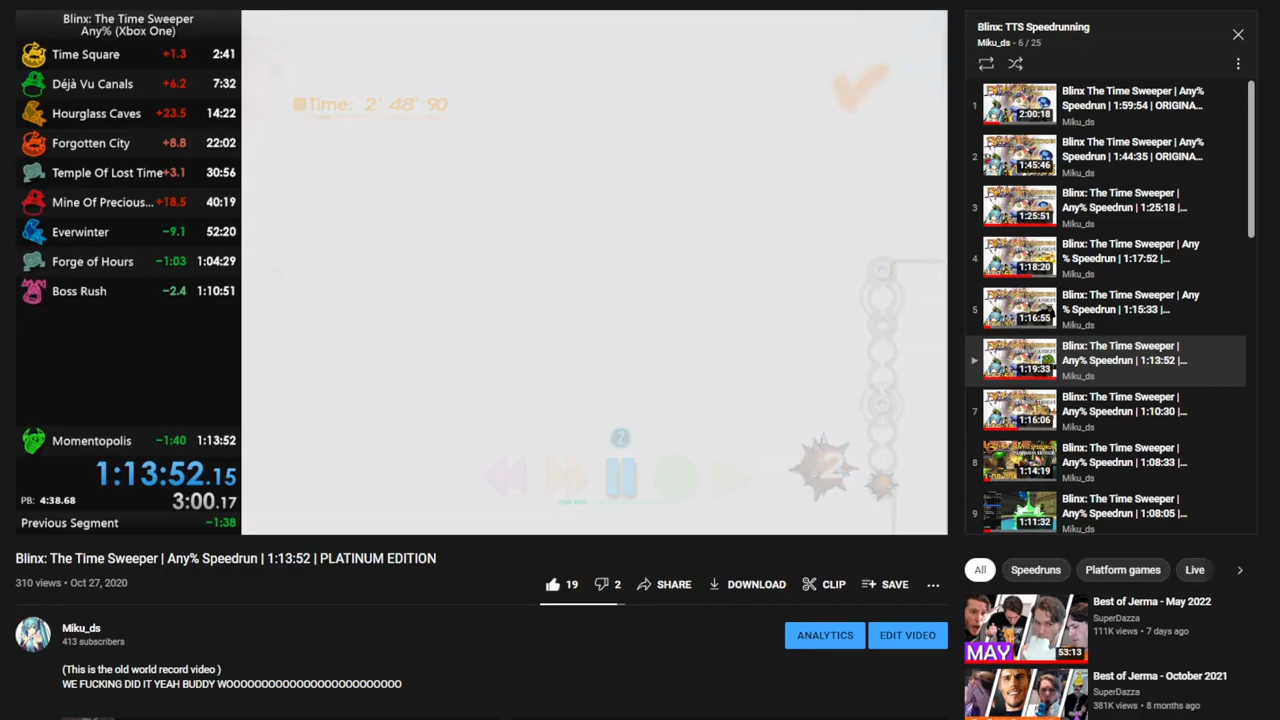 Blinx: The Time Sweeper
Any% (Xbox One)
Time Square +1.3 2:41
Déjà Vu Canals +6.2 7:32
Hourglass Caves +23.5 14:22
Forgotten City +8.8 22:02
Temple Of Lost Time +3.1 30:56
Mine Of Precious... +18.5 40:19
Everwinter -9.1 52:20
Forge of Hours -1:03 1:04:29
Boss Rush -2.4 1:10:51
Momentopolis -1:40 1:13:52
1:13:52.15
PB: 4:38.68 3:00.17
Previous Segment -1:38
Time: 2' 48' 90
2
2
Blinx: The Time Sweeper | Any% Speedrun | 1:13:52 | PLATINUM EDITION
310 views • Oct 27, 2020
19
2
SHARE
DOWNLOAD
CLIP
SAVE
...
Miku_ds
413 subscribers
ANALYTICS
EDIT VIDEO
(This is the old world record video )
WE FUCKING DID IT YEAH BUDDY WOOOOOOOOOOOOOOOOOOOOOOOO
Blinx: TTS Speedrunning
Miku_ds - 6 / 25
1
2:00:18
Blinx The Time Sweeper | Any%
Speedrun | 1:59:54 | ORIGINA...
Miku_ds
2
1:45:46
Blinx The Time Sweeper | Any%
Speedrun | 1:44:35 | ORIGINA...
Miku_ds
3
1:25:51
Blinx: The Time Sweeper |
Any% Speedrun | 1:25:18 |...
Miku_ds
4
1:18:20
Blinx: The Time Sweeper | Any
% Speedrun | 1:17:52 |...
Miku_ds
5
1:16:55
Blinx: The Time Sweeper | Any
% Speedrun | 1:15:33 |...
Miku_ds
1:19:33
Blinx: The Time Sweeper |
Any% Speedrun | 1:13:52 |...
Miku_ds
7
1:16:06
Blinx: The Time Sweeper |
Any% Speedrun | 1:10:30 |...
Miku_ds
8
1:14:19
Blinx: The Time Sweeper |
Any% Speedrun | 1:08:33 |...
Miku_ds
9
1:11:32
Blinx: The Time Sweeper |
Any% Speedrun | 1:08:05 |...
Miku_ds
All
Speedruns
Platform games
Live
MAY
53:13
Best of Jerma - May 2022
SuperDazza
111K views • 7 days ago
Best of Jerma - October 2021
SuperDazza
381K views • 8 months ago